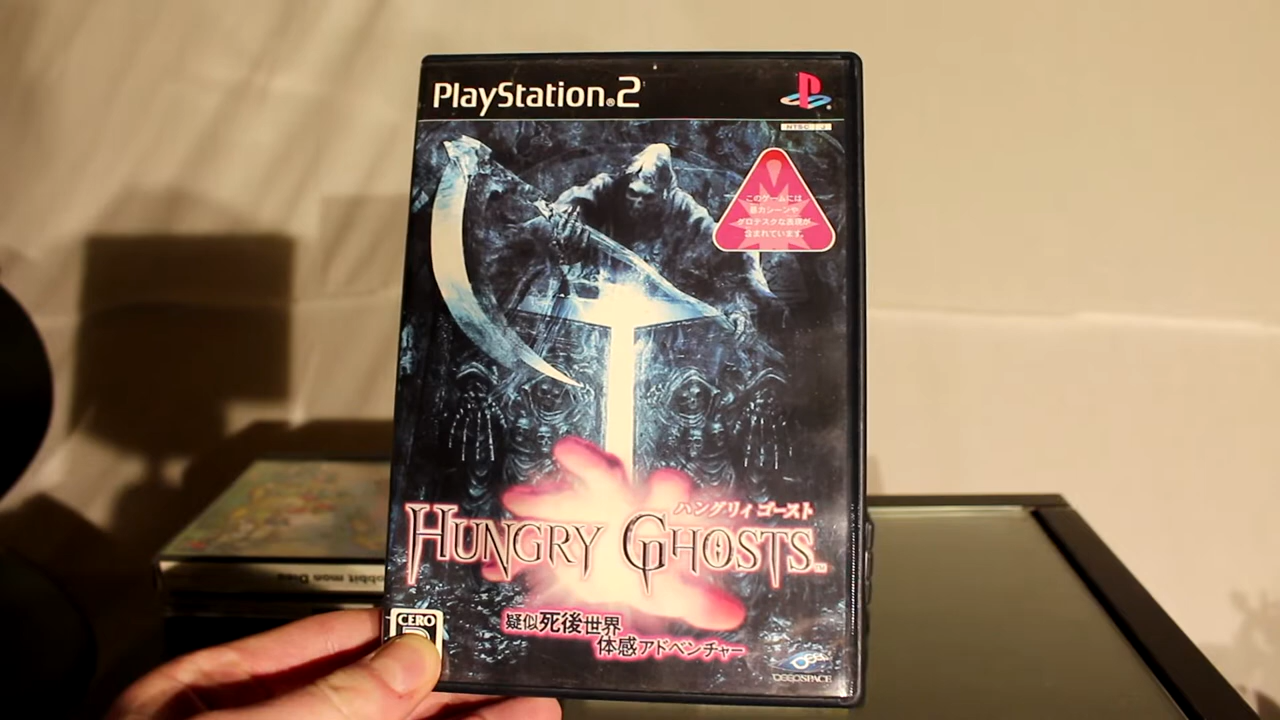 PlayStation®2
NTSC J
このゲームには
暴力シーンや
グロテスクな表現が
含まれています。
ハングリィ ゴースト
HUNGRY GHOSTS™
疑似死後世界
体感アドベンチャー
CERO
DEEPSPACE